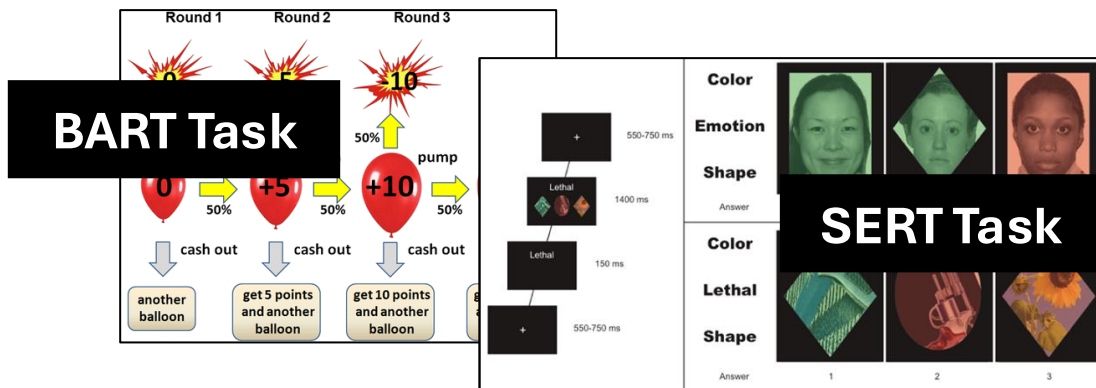 Round 1 Round 2 Round 3
-10
BART Task
50%
pump
0 +5 +10
50% 50% 50%
cash out cash out cash out
another
balloon
get 5 points
and another
balloon
get 10 points
and another
balloon
+
550-750 ms
Lethal
1400 ms
Lethal
150 ms
+
550-750 ms
Color
Emotion
Shape
Answer
SERT Task
Color
Lethal
Shape
Answer 1 2 3